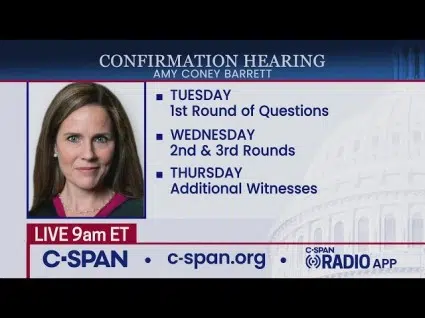 CONFIRMATION HEARING
AMY CONEY BARRETT
TUESDAY
1st Round of Questions
WEDNESDAY
2nd & 3rd Rounds
THURSDAY
Additional Witnesses
LIVE 9am ET
C-SPAN • c-span.org • C-SPAN RADIO APP